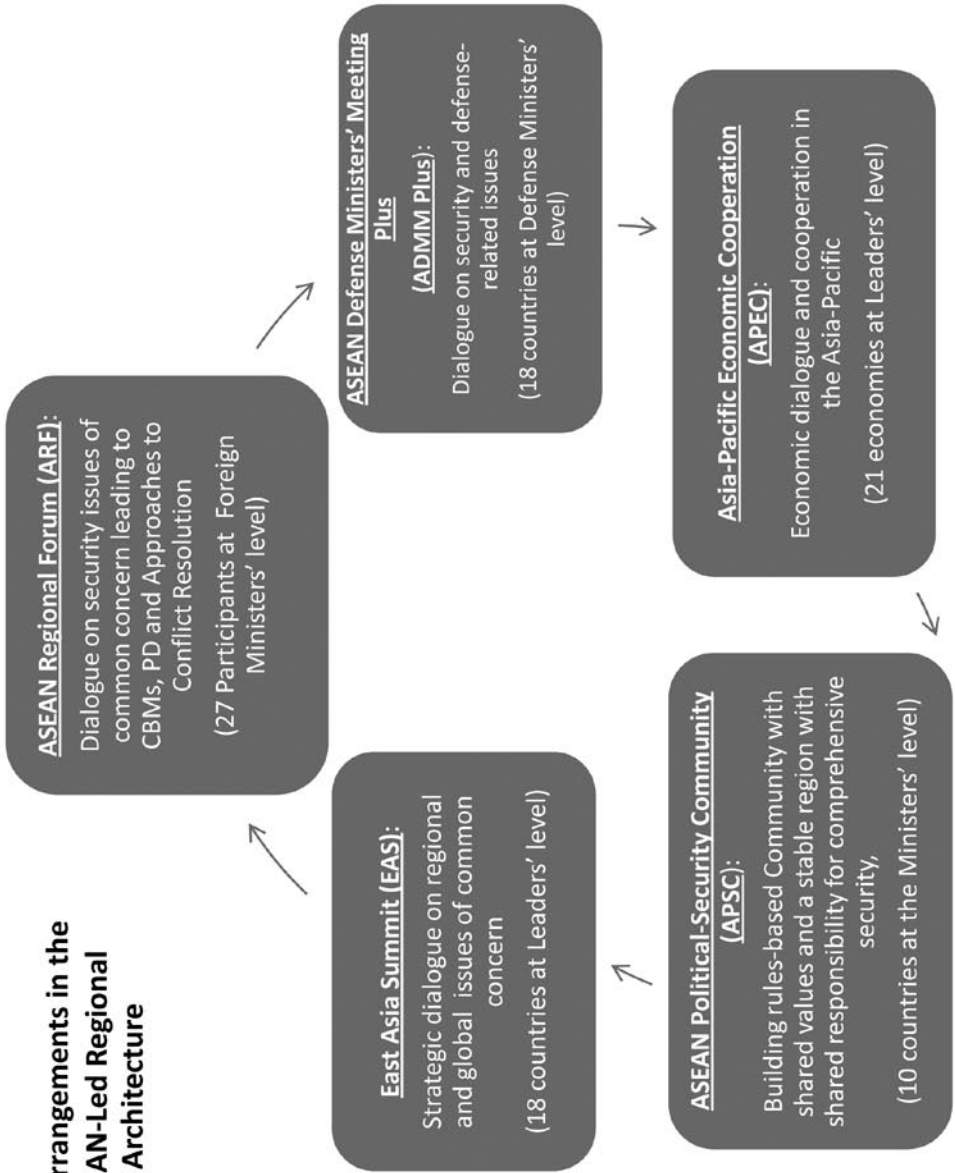 rrangements in the
AN-Led Regional
Architecture
ASEAN Regional Forum (ARF):
Dialogue on security issues of
common concern leading to
CBMs, PD and Approaches to
Conflict Resolution
(27 Participants at Foreign
Ministers’ level)
ASEAN Defense Ministers’ Meeting
Plus
(ADMM Plus):
Dialogue on security and defense-
related issues
(18 countries at Defense Ministers’
level)
Asia-Pacific Economic Cooperation
(APEC):
Economic dialogue and cooperation in
the Asia-Pacific
(21 economies at Leaders’ level)
ASEAN Political-Security Community
(APSC):
Building rules-based Community with
shared values and a stable region with
shared responsibility for comprehensive
security,
(10 countries at the Ministers’ level)
East Asia Summit (EAS):
Strategic dialogue on regional
and global issues of common
concern
(18 countries at Leaders’ level)